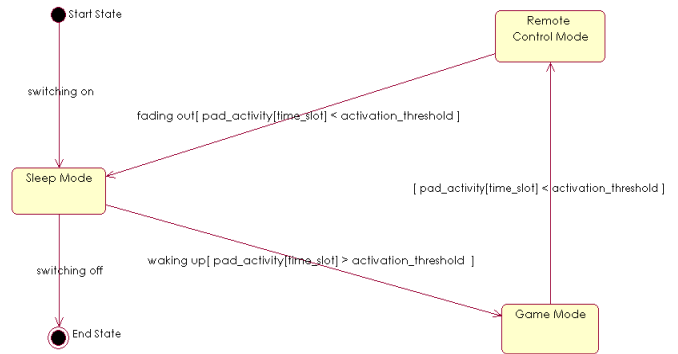 Start State
Remote
Control Mode
switching on
fading out[ pad_activity[time_slot] < activation_threshold ]
Sleep Mode
[ pad_activity[time_slot] < activation_threshold ]
waking up[ pad_activity[time_slot] > activation_threshold  ]
switching off
Game Mode
End State